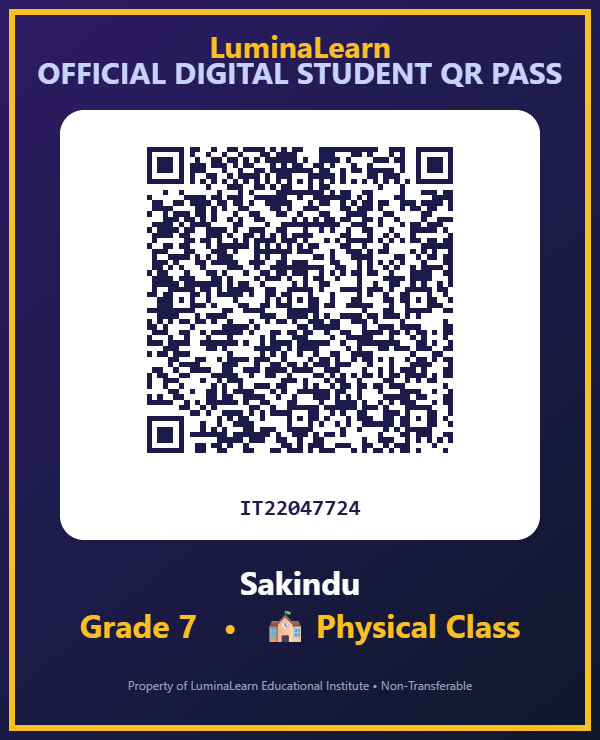 LuminaLearn
OFFICIAL DIGITAL STUDENT QR PASS
IT22047724
Sakindu
Grade 7 • Physical Class
Property of LuminaLearn Educational Institute • Non-Transferable